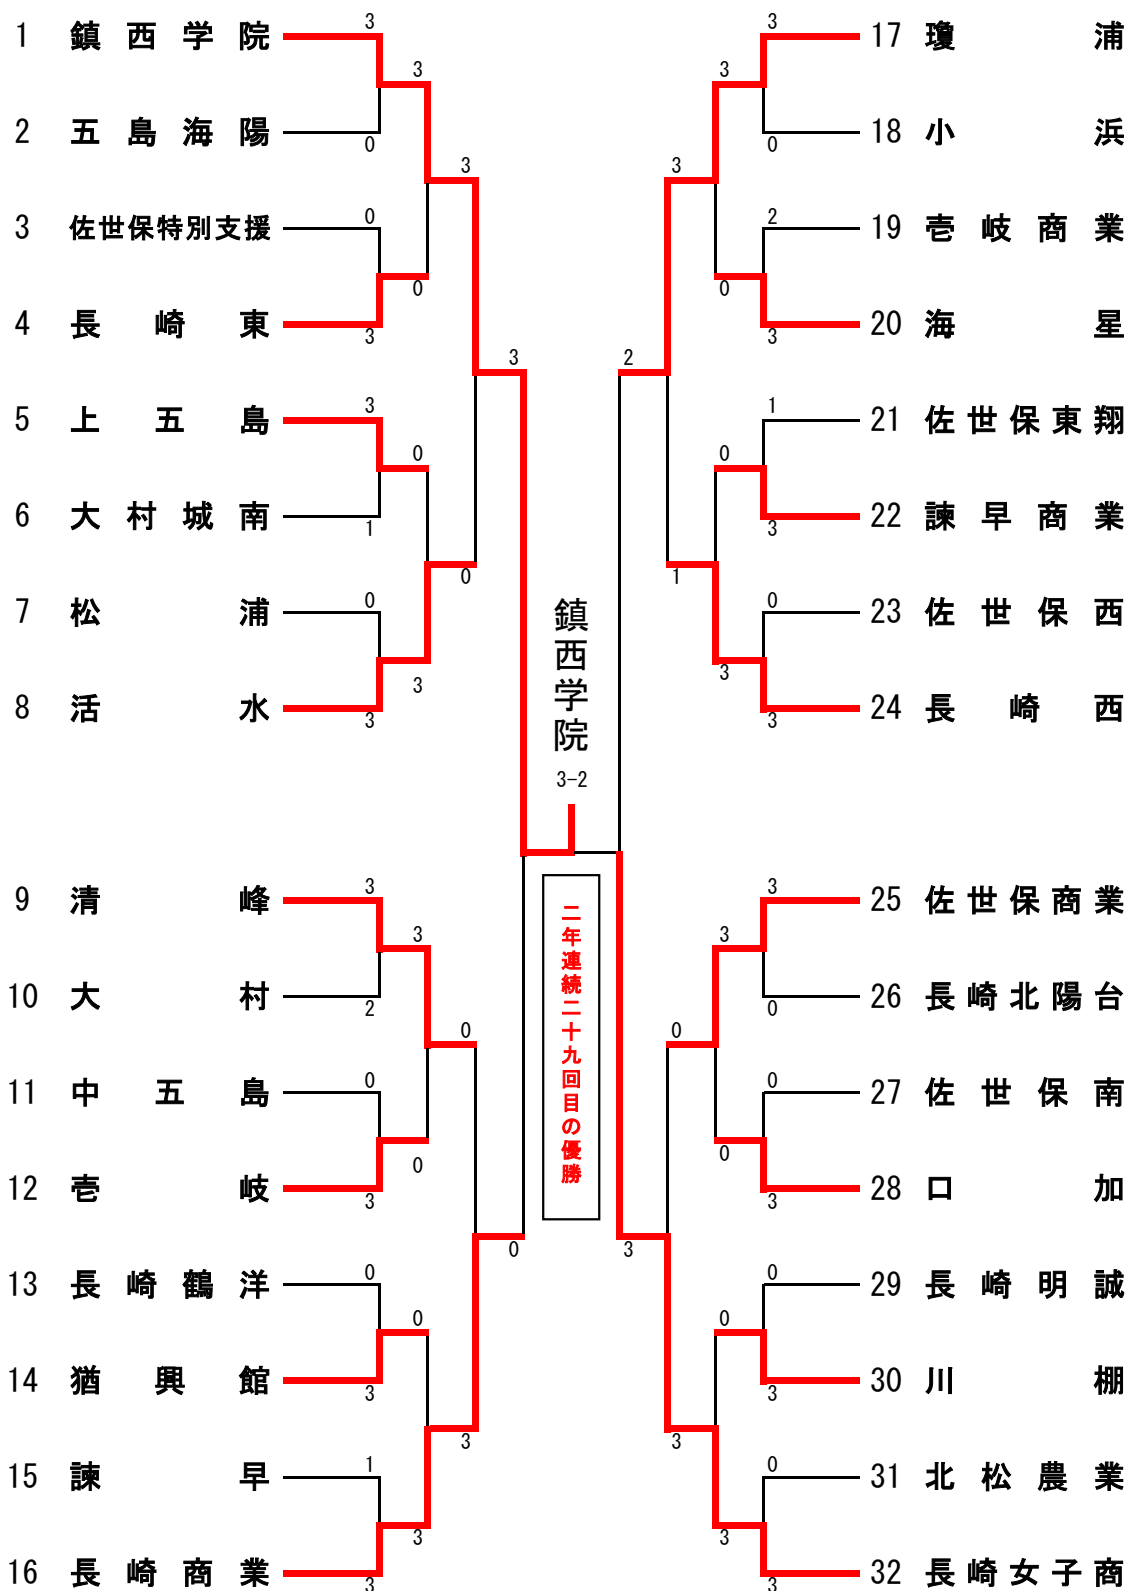 1 鎮西学院
2 五島海陽
3 佐世保特別支援
4 長崎東
5 上五島
6 大村城南
7 松浦
8 活水
9 清峰
10 大村
11 中五島
12 壱岐
13 長崎鶴洋
14 猶興館
15 諫早
16 長崎商業
3
0
0
3
3
1
0
3
3
2
0
3
0
3
1
3
3
0
0
3
3
0
0
3
3
0
0
3
3
0
鎮西学院
3-2
二年連続二十九回目の優勝
2
3
3
1
0
3
3
0
0
3
3
0
0
3
3
0
2
3
1
3
0
3
3
0
0
3
0
3
0
3
17 瓊浦
18 小浜
19 壱岐商業
20 海星
21 佐世保東翔
22 諫早商業
23 佐世保西
24 長崎西
25 佐世保商業
26 長崎北陽台
27 佐世保南
28 口加
29 長崎明誠
30 川棚
31 北松農業
32 長崎女子商